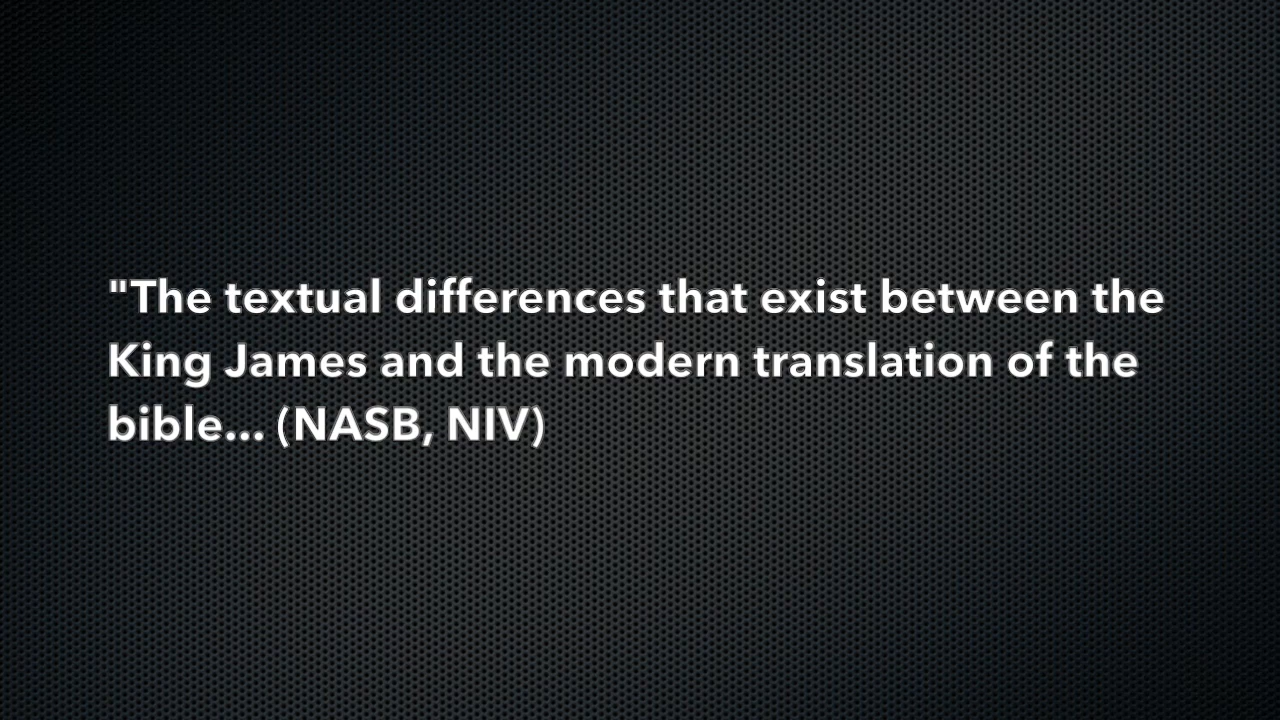 "The textual differences that exist between the
King James and the modern translation of the
bible... (NASB, NIV)